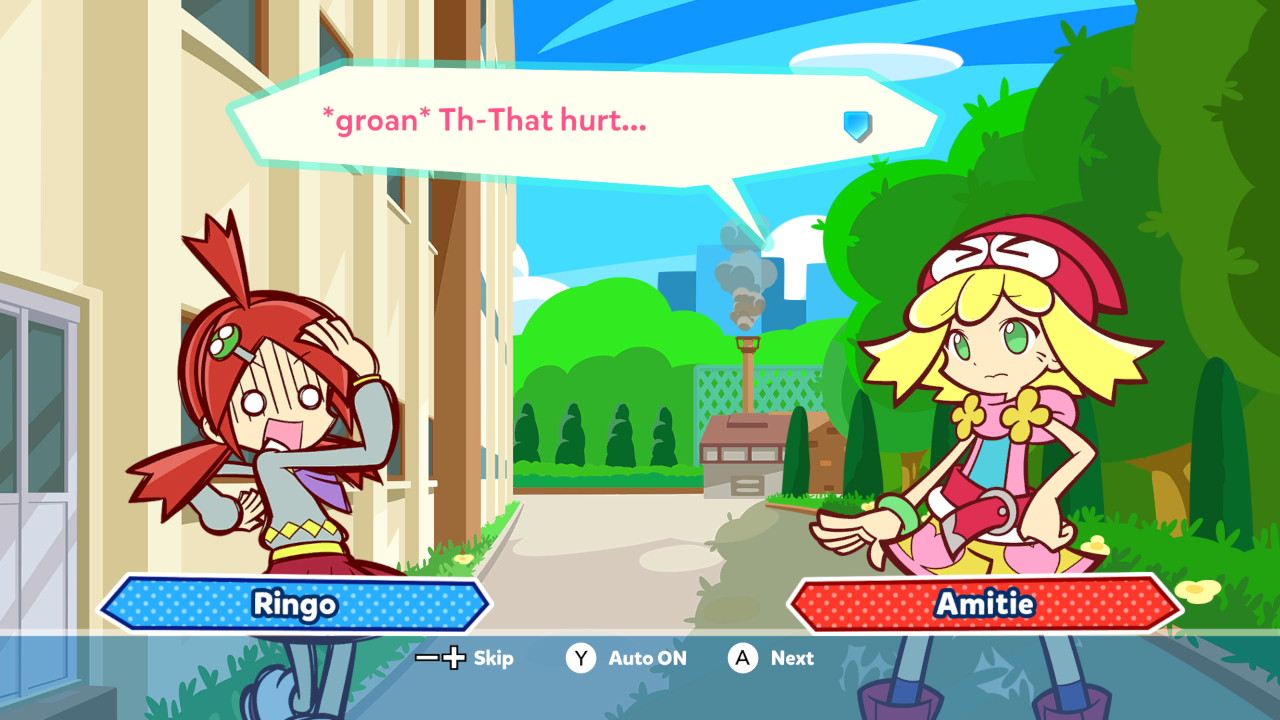 *groan* Th-That hurt...
Ringo
Amitie
Skip
Y Auto ON
A Next